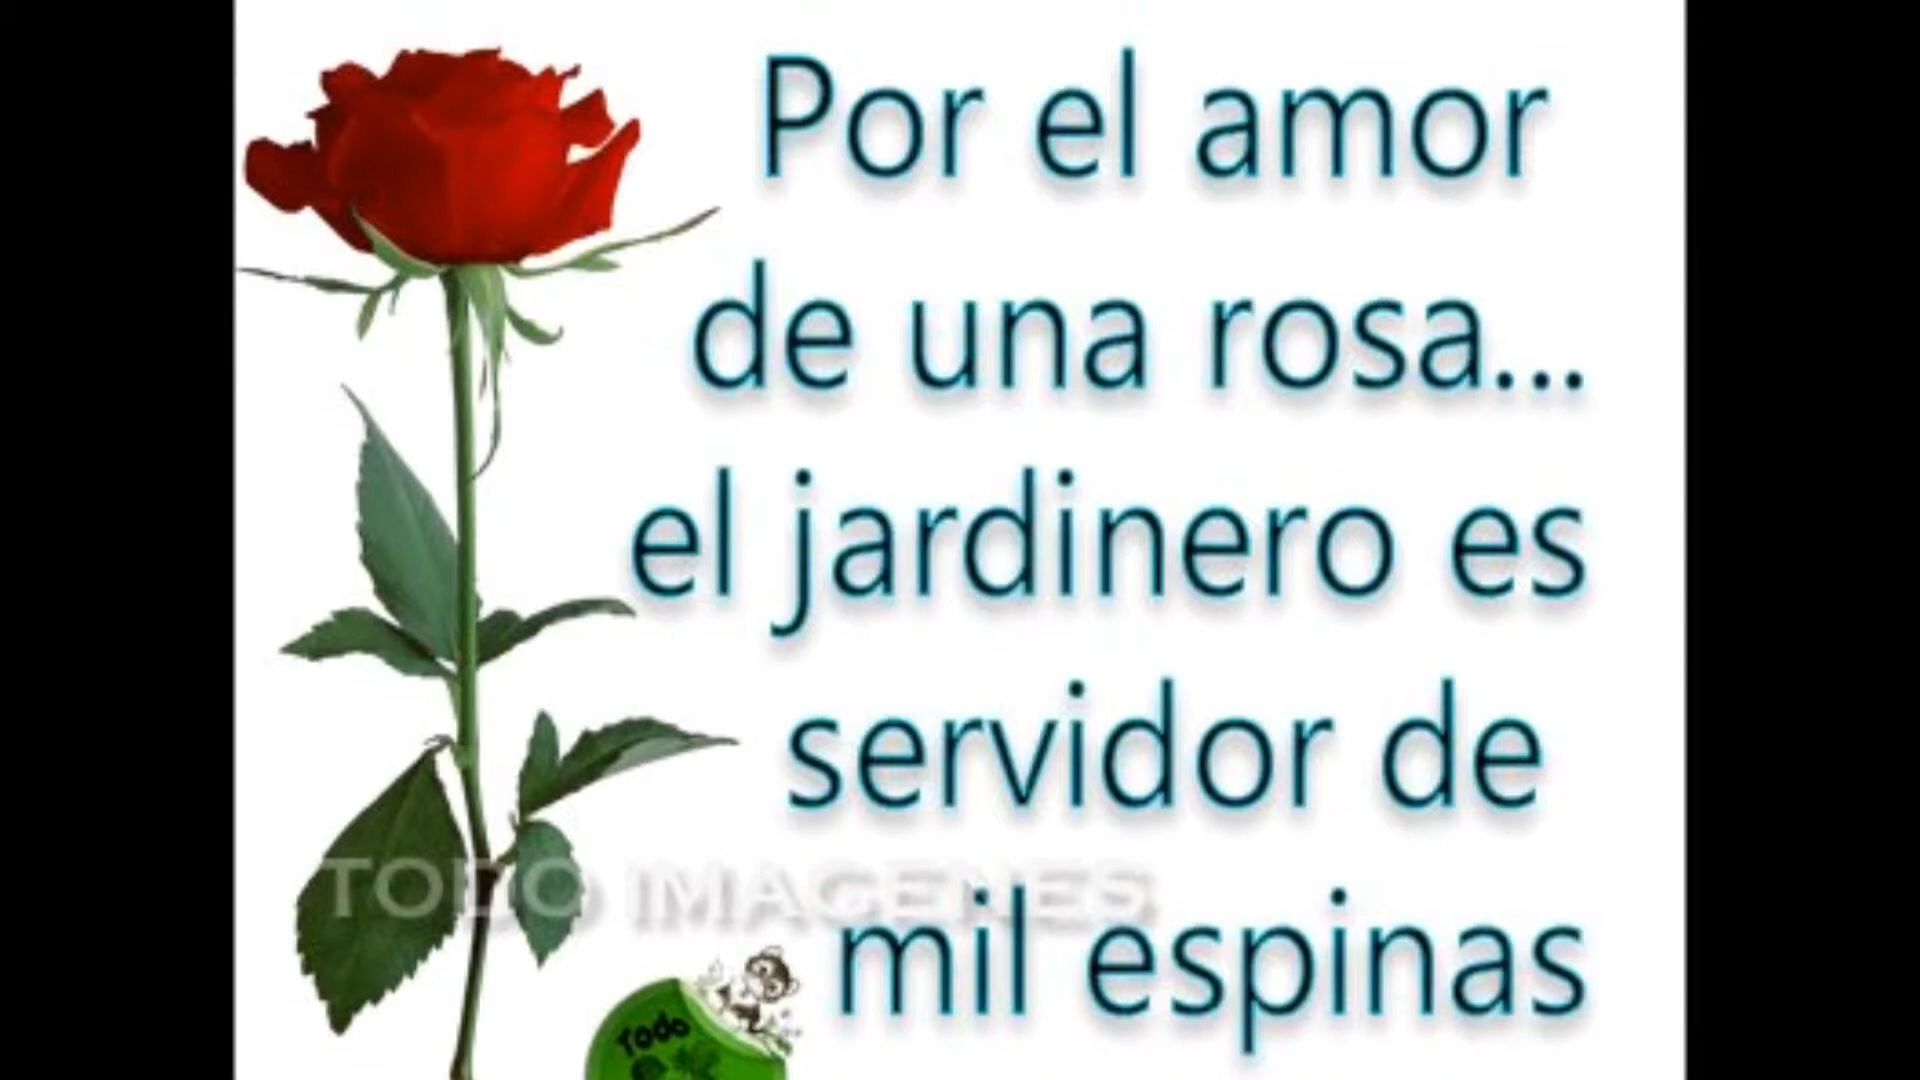 Por el amor
de una rosa...
el jardinero es
servidor de
TODO IMAGENES
mil espinas
Todo